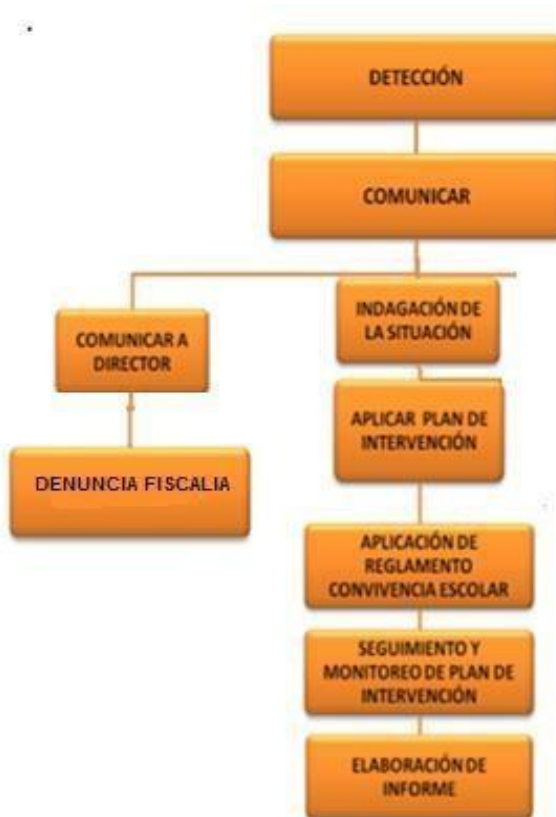 DETECCIÓN
COMUNICAR
COMUNICAR A
DIRECTOR
DENUNCIA FISCALIA
INDAGACIÓN DE
LA SITUACIÓN
APLICAR PLAN DE
INTERVENCIÓN
APLICACIÓN DE
REGLAMENTO
CONVIVENCIA ESCOLAR
SEGUIMIENTO Y
MONITOREO DE PLAN DE
INTERVENCIÓN
ELABORACIÓN DE
INFORME